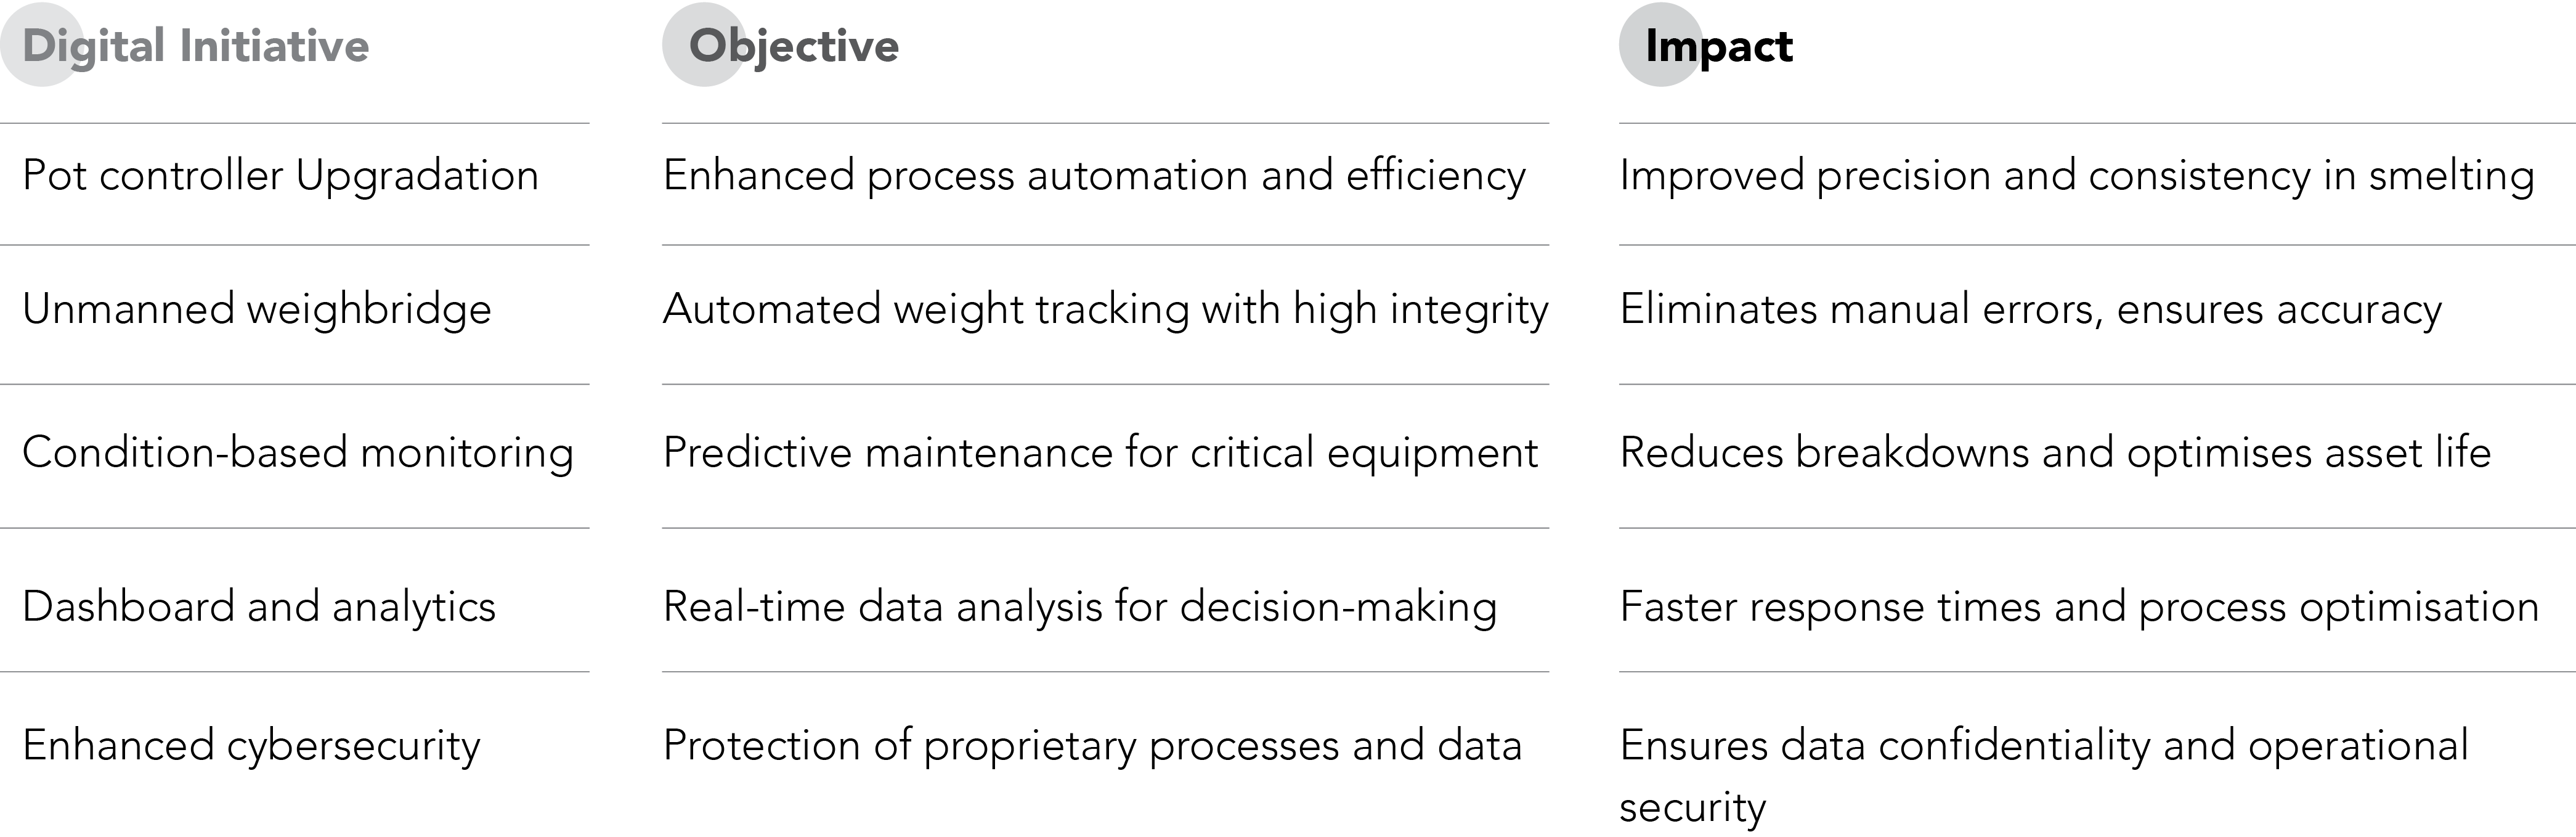 Digital Initiative Objective Impact
Pot controller Upgradation Enhanced process automation and efficiency Improved precision and consistency in smelting
Unmanned weighbridge Automated weight tracking with high integrity Eliminates manual errors, ensures accuracy
Condition-based monitoring Predictive maintenance for critical equipment Reduces breakdowns and optimises asset life
Dashboard and analytics Real-time data analysis for decision-making Faster response times and process optimisation
Enhanced cybersecurity Protection of proprietary processes and data Ensures data confidentiality and operational
security